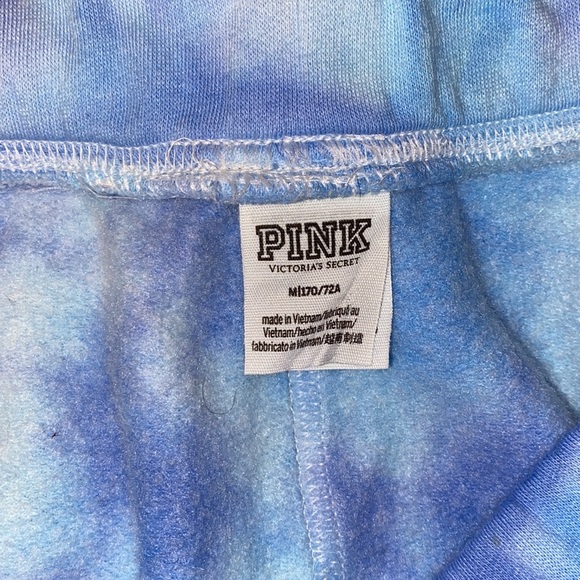 PINK
VICTORIA'S SECRET
M|170/72A
made in Vietnam/fabriqué au
Vietnam/hecho en Vietnam/
fabbricato in Vietnam/越南制造